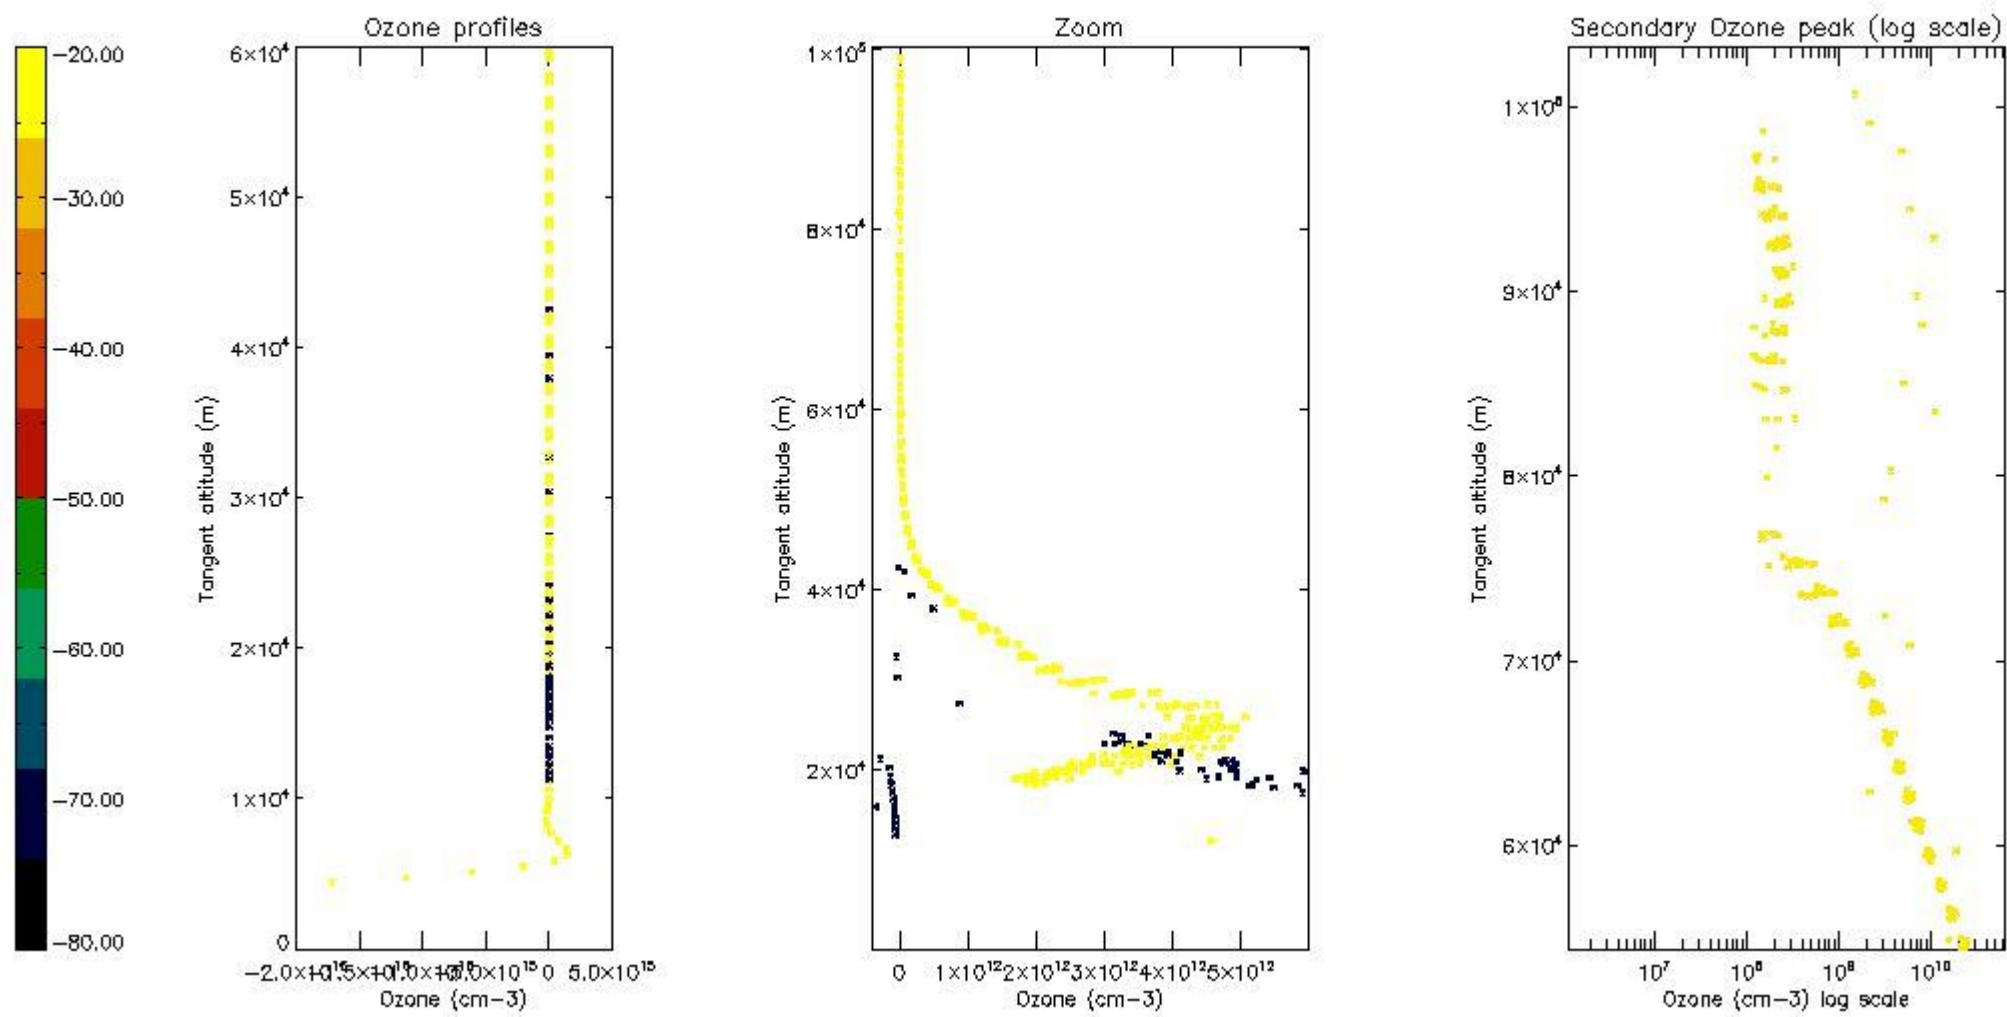 Ozone profiles
Zoom
Secondary Ozone peak (log scale)
−20.00
−30.00
−40.00
−50.00
−60.00
−70.00
−80.00
6×10⁴
5×10⁴
4×10⁴
3×10⁴
2×10⁴
1×10⁴
0
Tangent altitude (m)
5.0×10¹⁵
0
Ozone (cm−3)
1×10⁵
8×10⁴
6×10⁴
4×10⁴
2×10⁴
Tangent altitude (m)
0 1×10¹² 2×10¹² 3×10¹² 4×10¹² 5×10¹²
Ozone (cm−3)
9×10⁴
8×10⁴
7×10⁴
6×10⁴
Tangent altitude (m)
10⁷ 10⁸ 10⁹ 10¹⁰
Ozone (cm−3) log scale